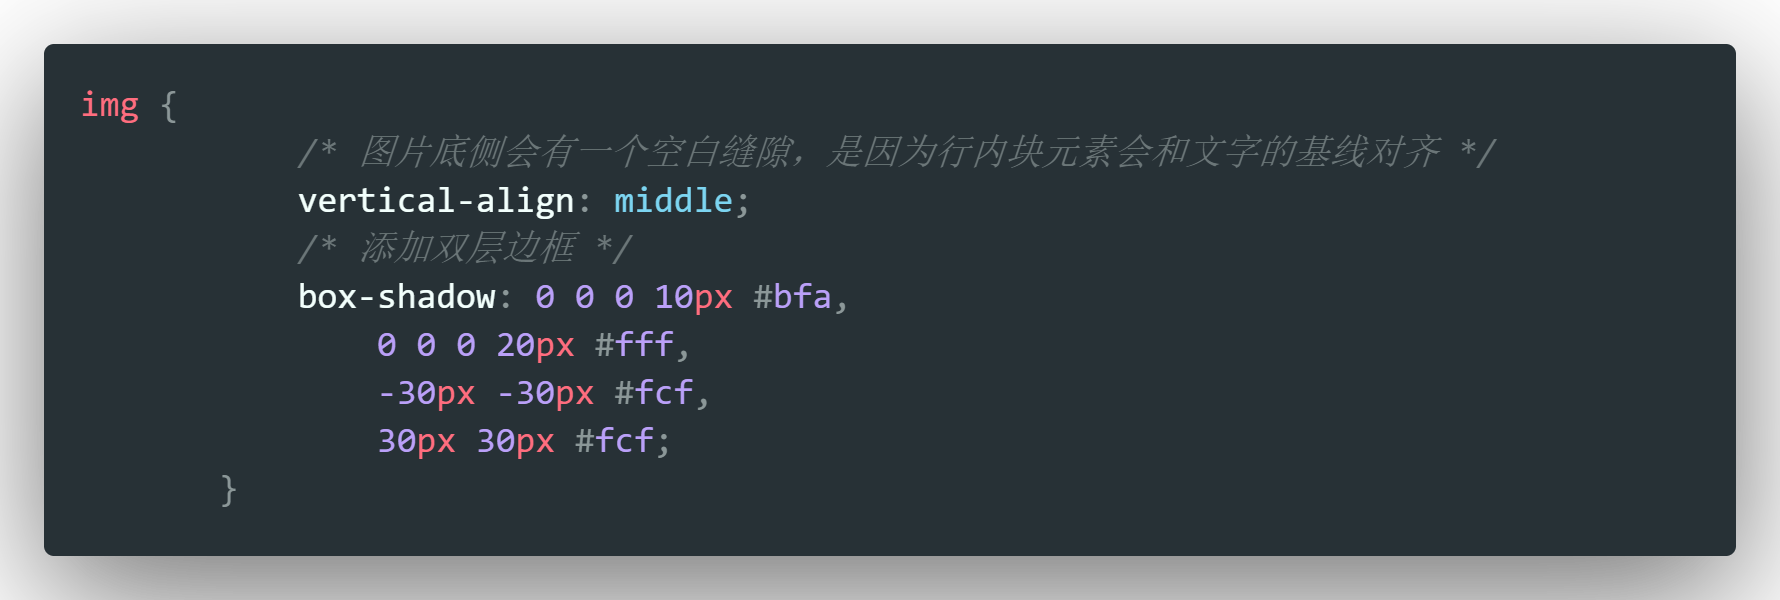 img {
/* 图片底侧会有一个空白缝隙，是因为行内块元素会和文字的基线对齐 */
vertical-align: middle;
/* 添加双层边框 */
box-shadow: 0 0 0 10px #bfa,
0 0 0 20px #fff,
-30px -30px #fcf,
30px 30px #fcf;
}